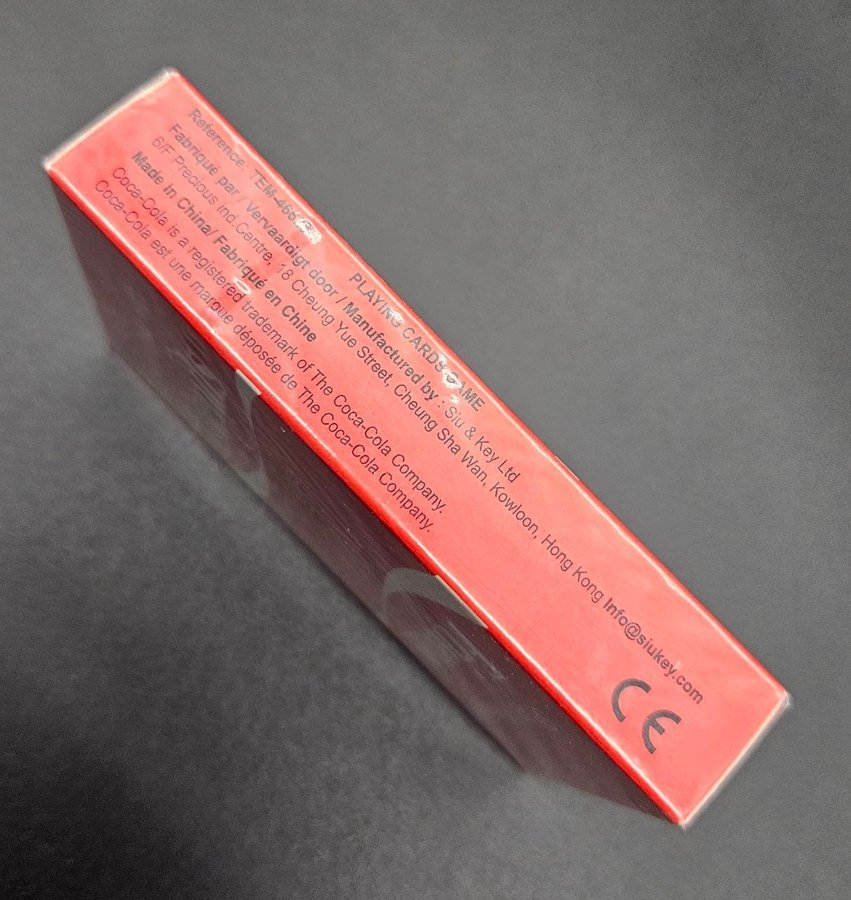 PLAYING CARDS GAME
Reference: 
Fabriqué par / Vervaardigt door / Manufactured by : Siu & Key Ltd
6/F Precious Ind Centre, 18 Cheung Yue Street, Cheung Sha Wan, Kowloon, Hong Kong Info@siukey.com
Made in China/ Fabriqué en Chine
Coca-Cola is a registered trademark of The Coca-Cola Company.
Coca-Cola est une marque déposée de The Coca-Cola Company.
CE